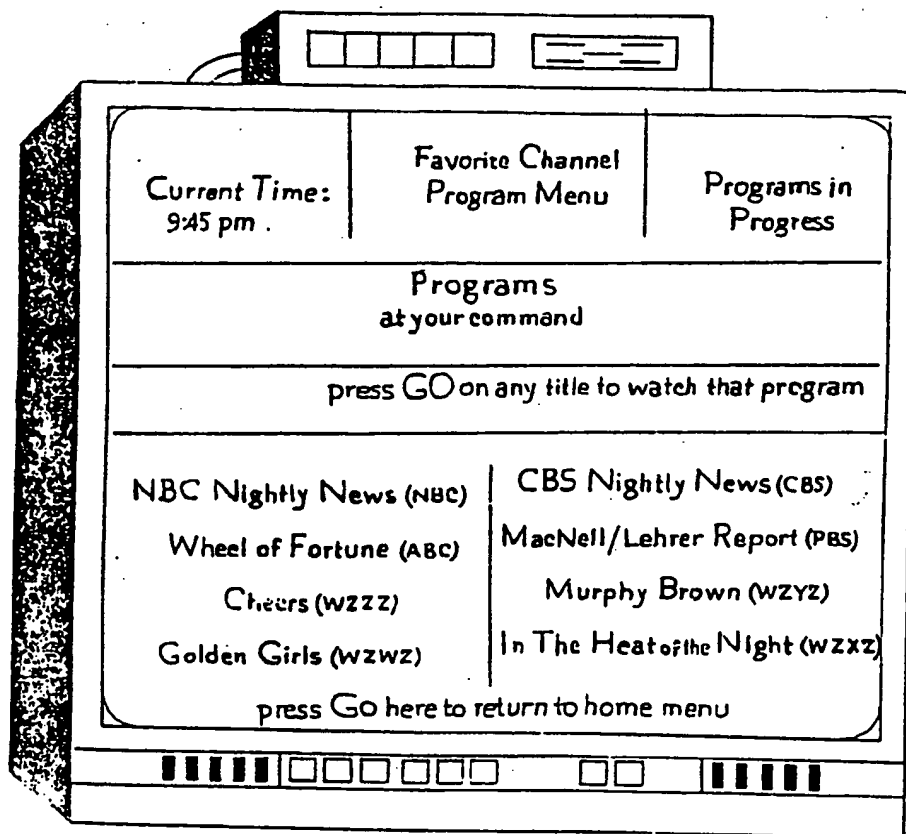 Current Time:
9:45 pm .
Favorite Channel
Program Menu
Programs in
Progress
Programs
at your command
press GO on any title to watch that program
NBC Nightly News (NBC)
Wheel of Fortune (ABC)
Cheers (WZZZ)
Golden Girls (WZWZ)
CBS Nightly News (CBS)
MacNell/Lehrer Report (PBS)
Murphy Brown (WZYZ)
In The Heat of the Night (WZXZ)
press Go here to return to home menu